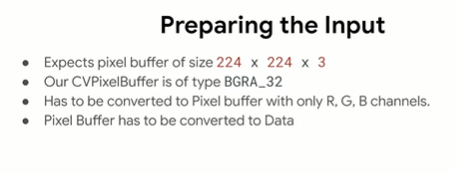 Preparing the Input
Expects pixel buffer of size 224 x 224 x 3
Our CVPixelBuffer is of type BGRA_32
Has to be converted to Pixel buffer with only R, G, B channels.
Pixel Buffer has to be converted to Data